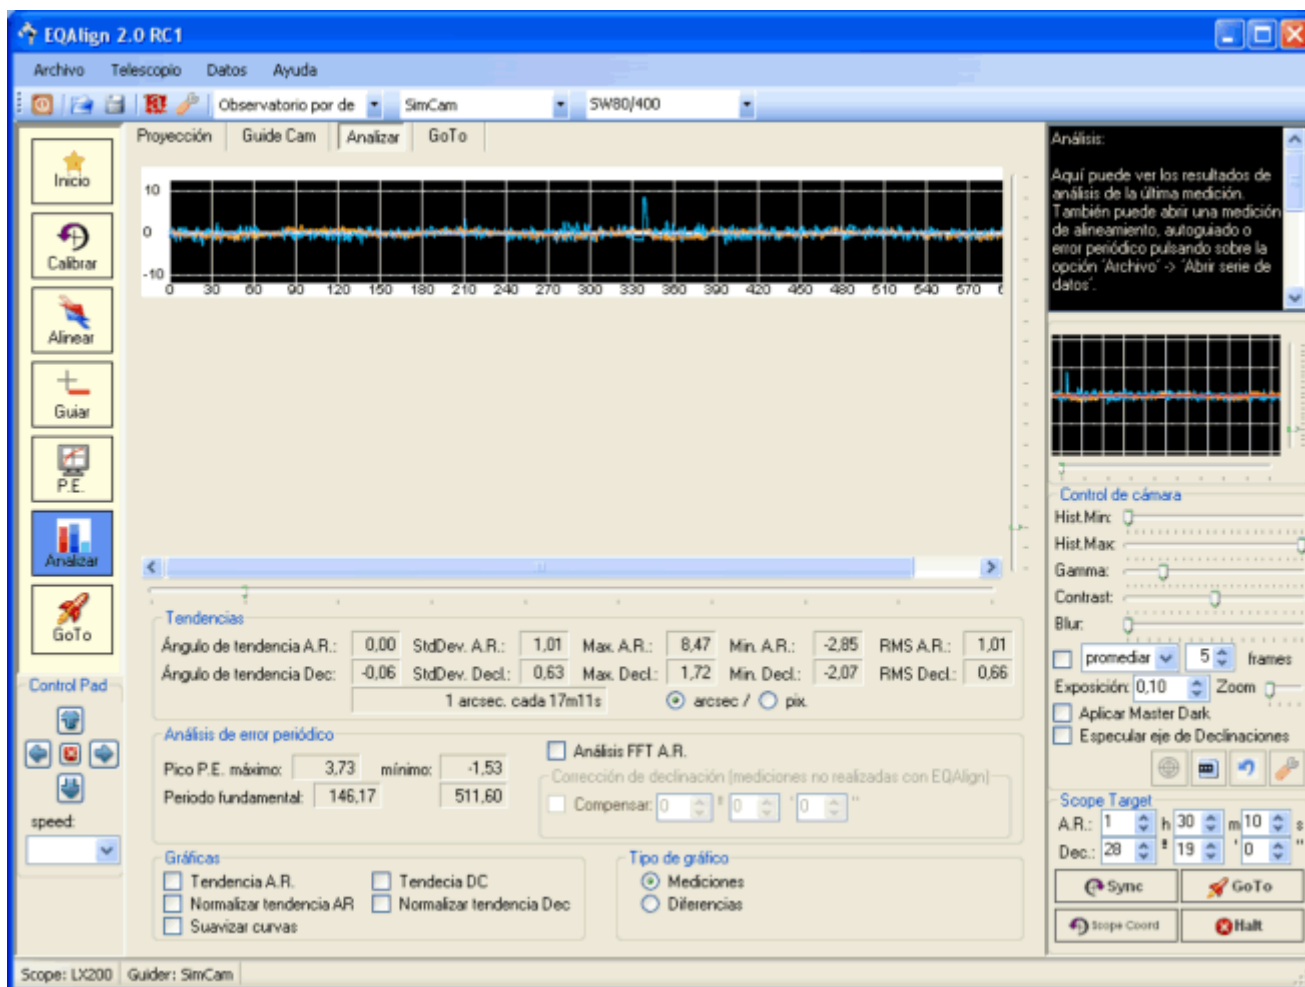 EQAlign 2.0 RC1
Archivo Telescopio Datos Ayuda
Observatorio por de SimCam SW80/400
Proyección Guide Cam Analizar GoTo
Inicio
Calibrar
Alinear
Guiar
P.E.
Analizar
GoTo
Control Pad
speed:
10
0
-10
0 30 60 90 120 150 180 210 240 270 300 330 360 390 420 450 480 510 540 570
Tendencias
Ángulo de tendencia A.R.: 0,00 StdDev. A.R.: 1,01 Max. A.R.: 8,47 Min. A.R.: -2,85 RMS A.R.: 1,01
Ángulo de tendencia Dec: -0,06 StdDev. Decl.: 0,63 Max. Decl.: 1,72 Min. Decl.: -2,07 RMS Decl.: 0,66
1 arcsec. cada 17m11s arcsec / pix.
Análisis de error periódico
Pico P.E. máximo: 3,73 mínimo: -1,53
Periodo fundamental: 146,17 511,60
Análisis FFT A.R.
Corrección de declinación (mediciones no realizadas con EQAlign)
Compensar: 0 º 0 ' 0 ''
Gráficas
Tendencia A.R. Tendecia DC
Normalizar tendencia AR Normalizar tendencia Dec
Suavizar curvas
Tipo de gráfico
Mediciones
Diferencias
Análisis:
Aquí puede ver los resultados de
análisis de la última medición.
También puede abrir una medición
de alineamiento, autoguiado o
error periódico pulsando sobre la
opción 'Archivo' -> 'Abrir serie de
datos'.
Control de cámara
Hist.Min:
Hist.Max:
Gamma:
Contrast:
Blur:
promediar 5 frames
Exposición: 0,10 Zoom
Aplicar Master Dark
Especular eje de Declinaciones
Scope Target
A.R.: 1 h 30 m 10 s
Dec.: 28 º 19 ' 0 ''
Sync GoTo
Scope Coord Halt
Scope: LX200 Guider: SimCam